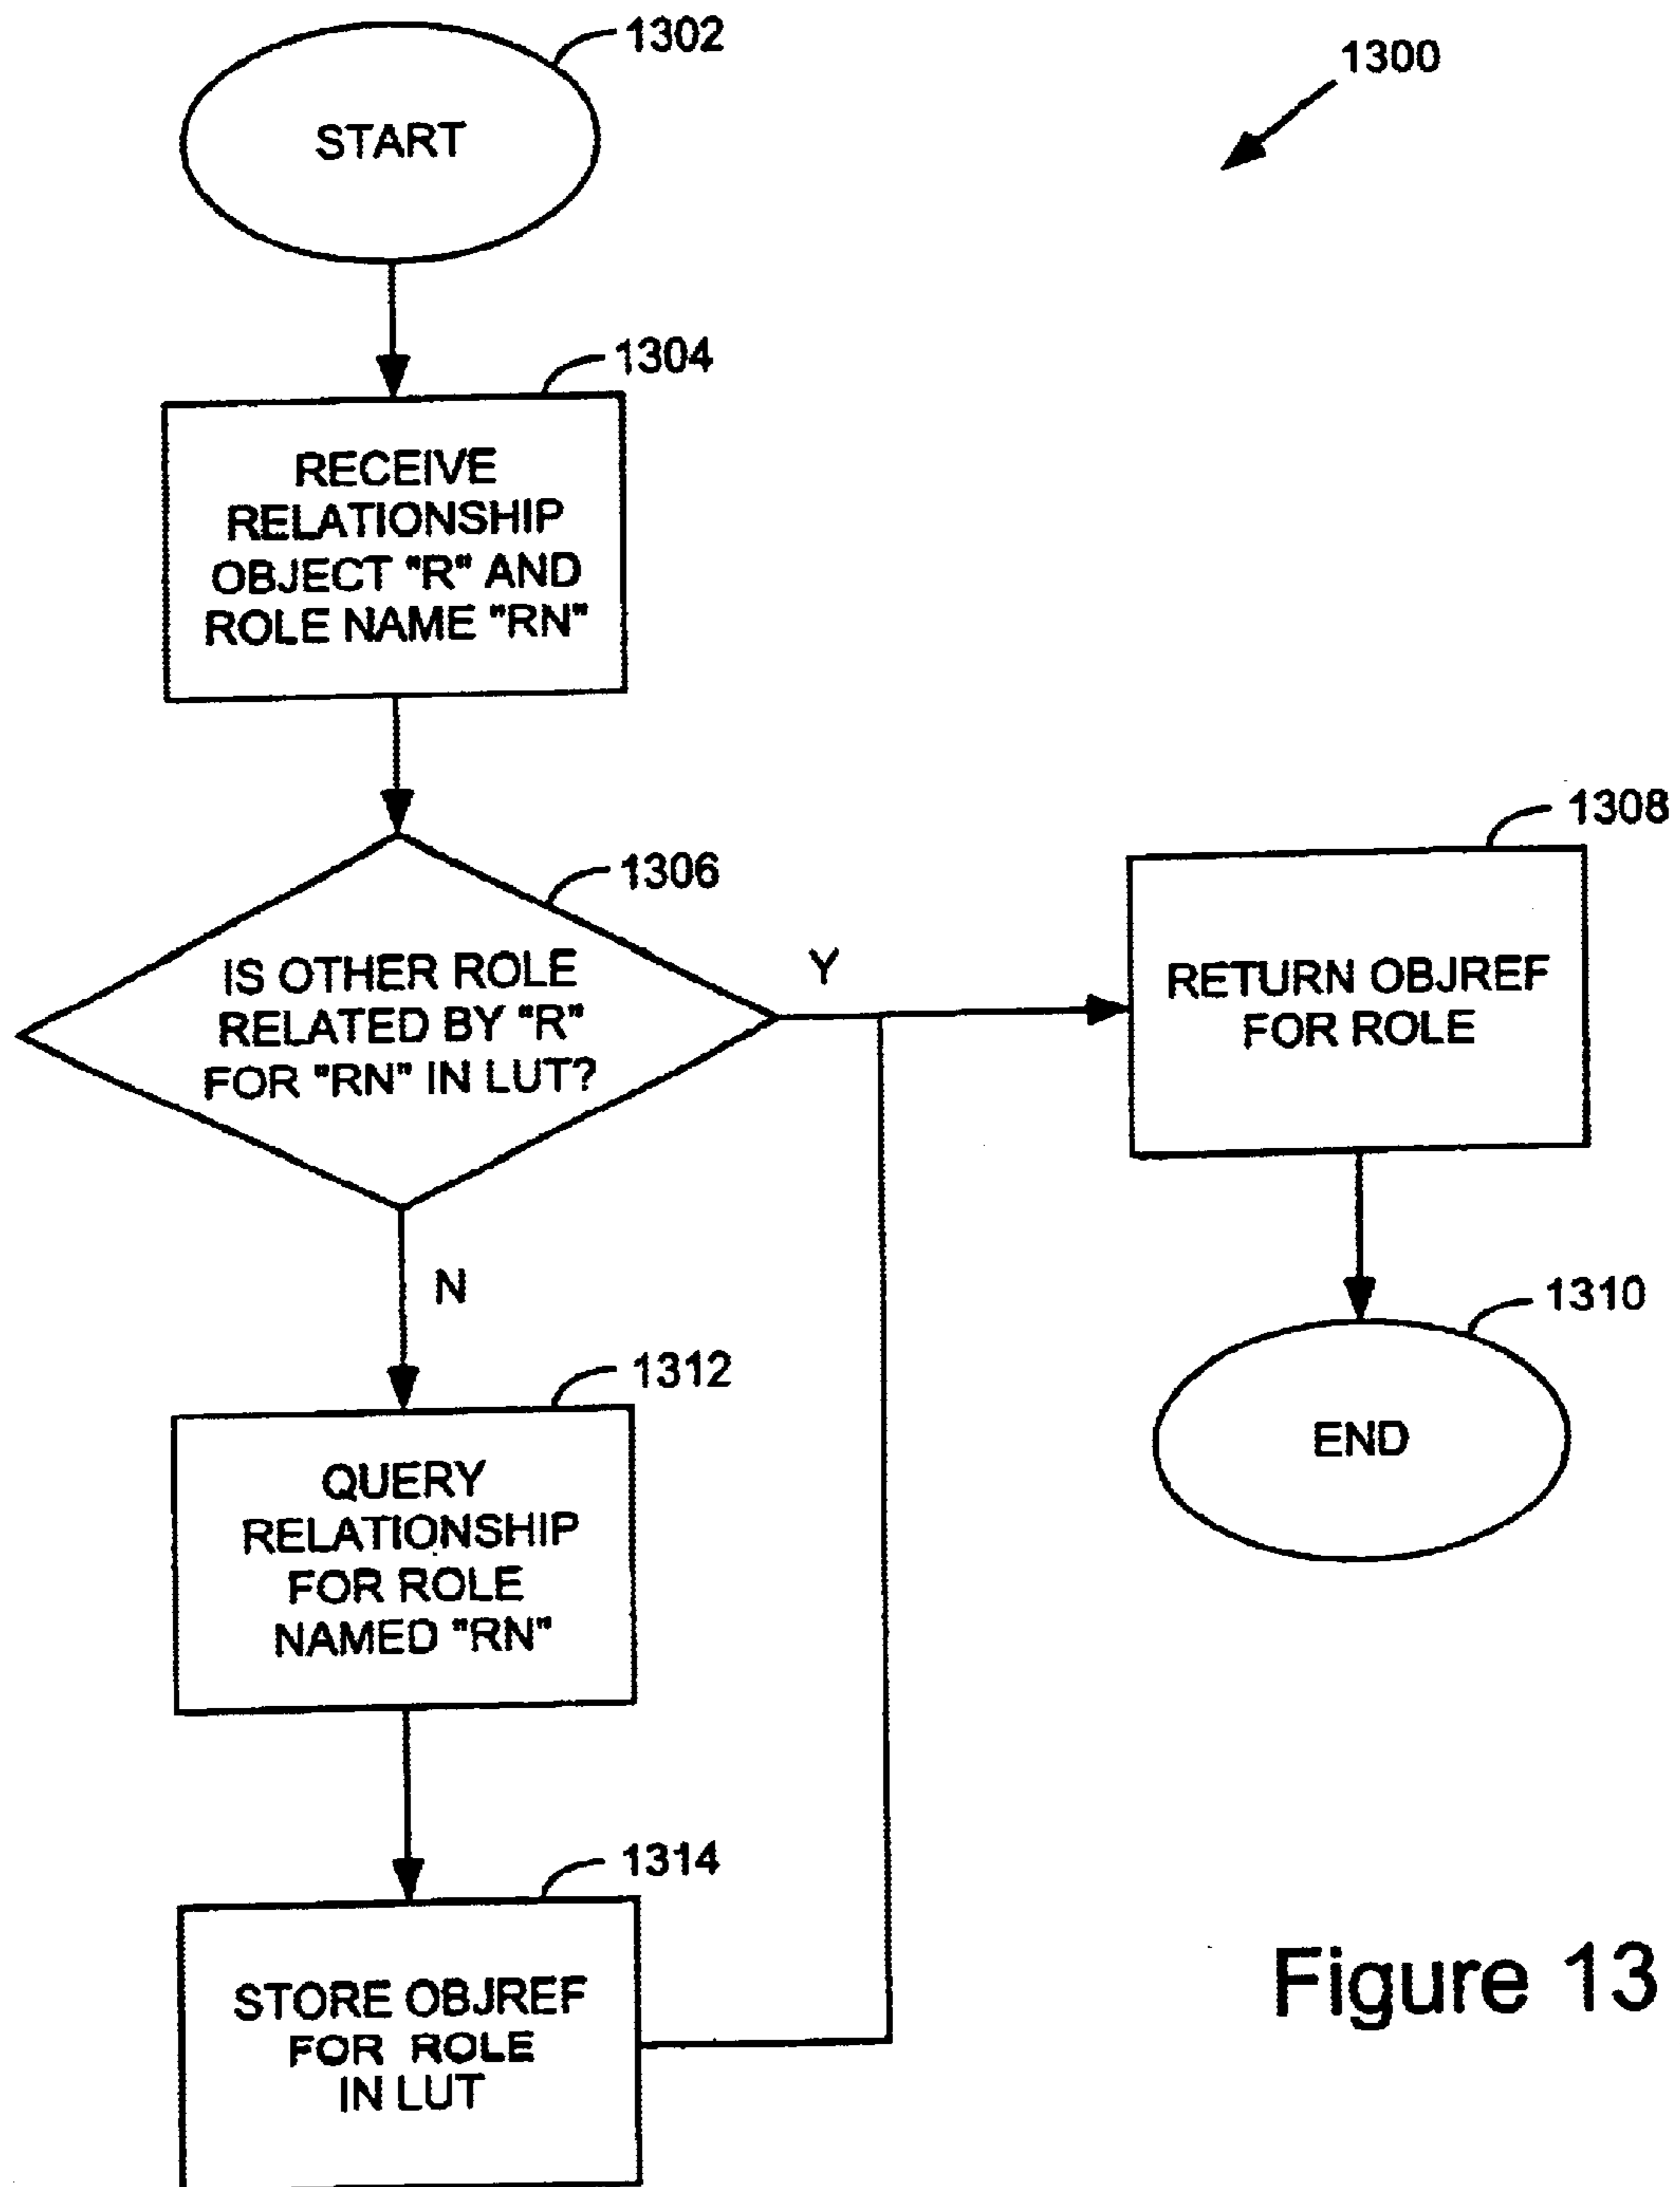 1302
START
1300
1304
RECEIVE
RELATIONSHIP
OBJECT "R" AND
ROLE NAME "RN"
1306
IS OTHER ROLE
RELATED BY "R"
FOR "RN" IN LUT?
Y
N
1308
RETURN OBJREF
FOR ROLE
1310
END
1312
QUERY
RELATIONSHIP
FOR ROLE
NAMED "RN"
1314
STORE OBJREF
FOR ROLE
IN LUT
Figure 13